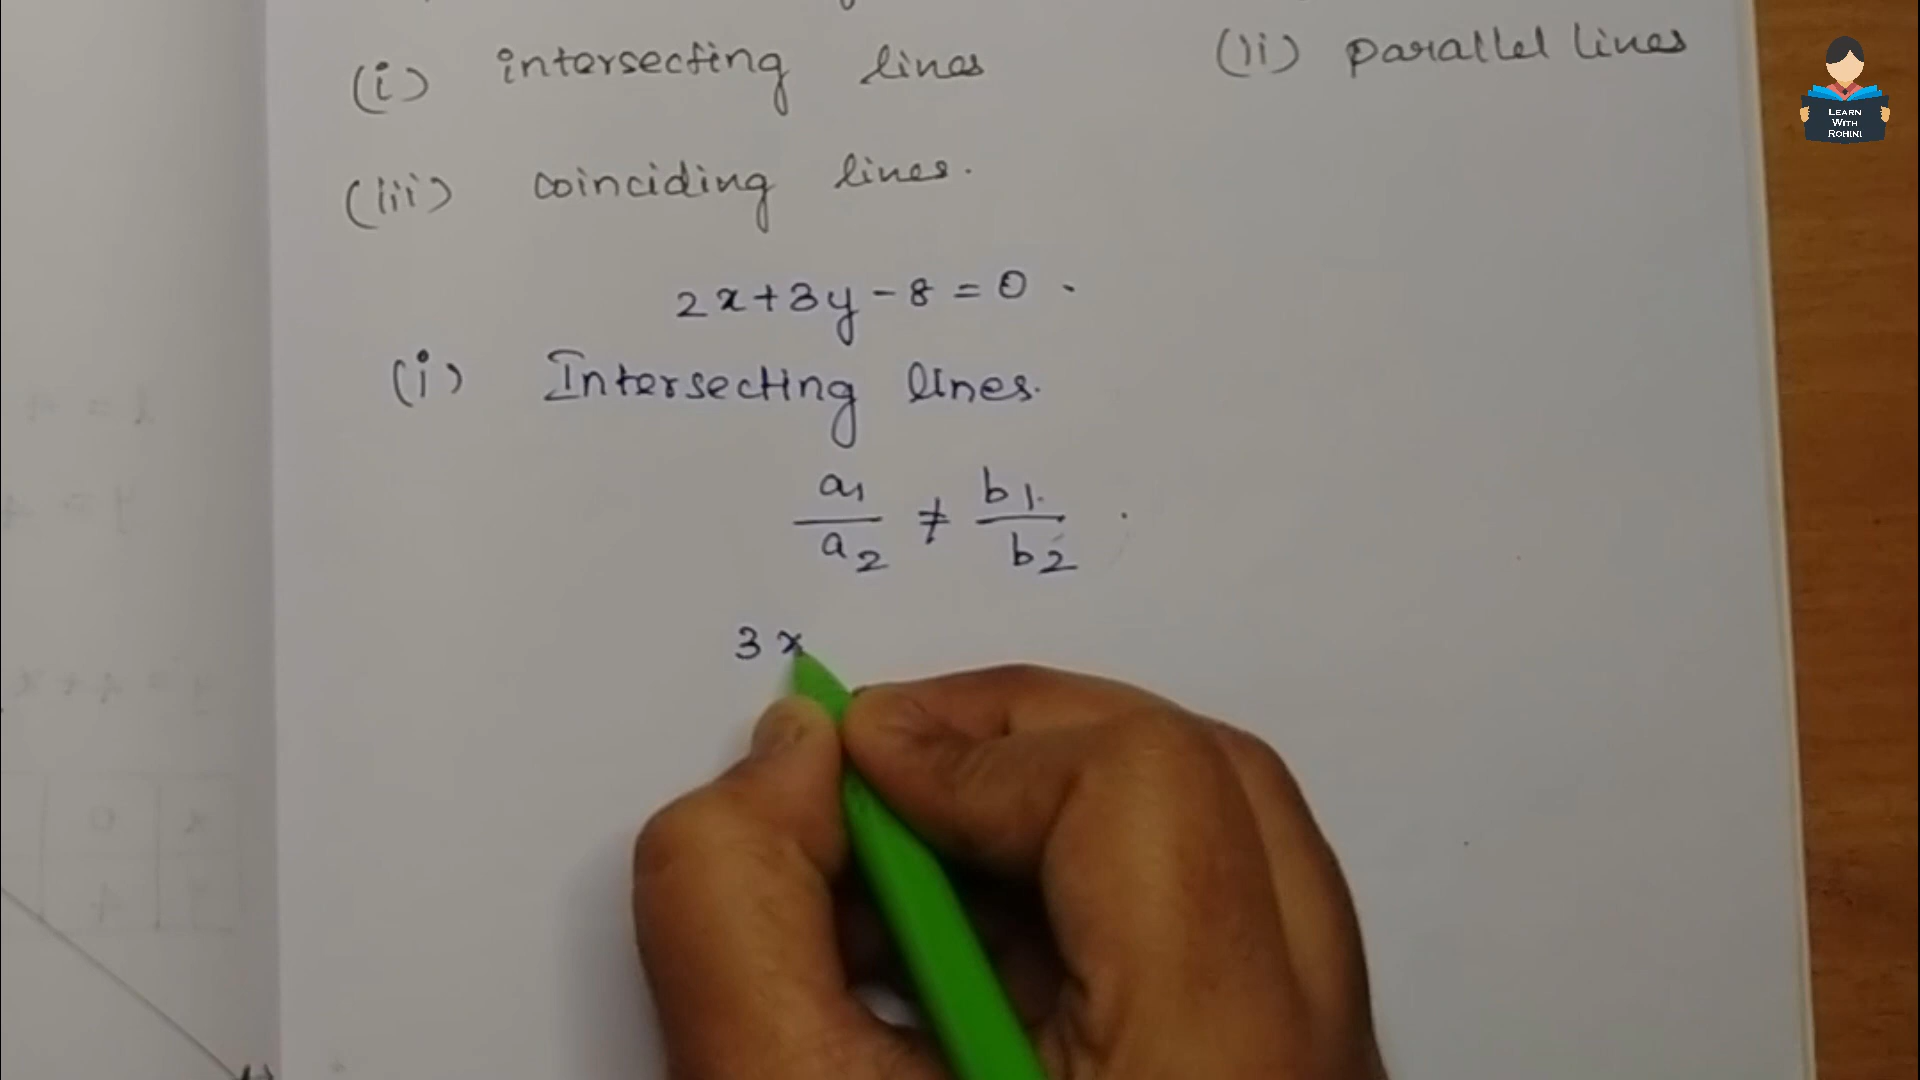 (i) intersecting lines (ii) parallel lines
(iii) coinciding lines.
2x+3y-8=0.
(i) Intersecting lines.
a1/a2 ≠ b1/b2.
3x
LEARN
WITH
ROHINI